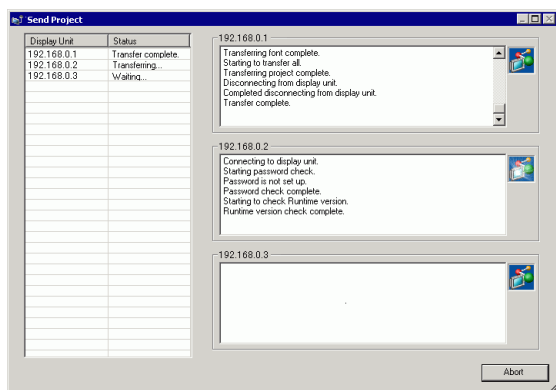 Send Project
Display Unit Status
192.168.0.1 Transfer complete.
192.168.0.2 Transferring...
192.168.0.3 Waiting...
192.168.0.1
Transferring font complete.
Starting to transfer all.
Transferring project complete.
Disconnecting from display unit.
Completed disconnecting from display unit.
Transfer complete.
192.168.0.2
Connecting to display unit.
Starting password check.
Password is not set up.
Password check complete.
Starting to check Runtime version.
Runtime version check complete.
192.168.0.3
Abort